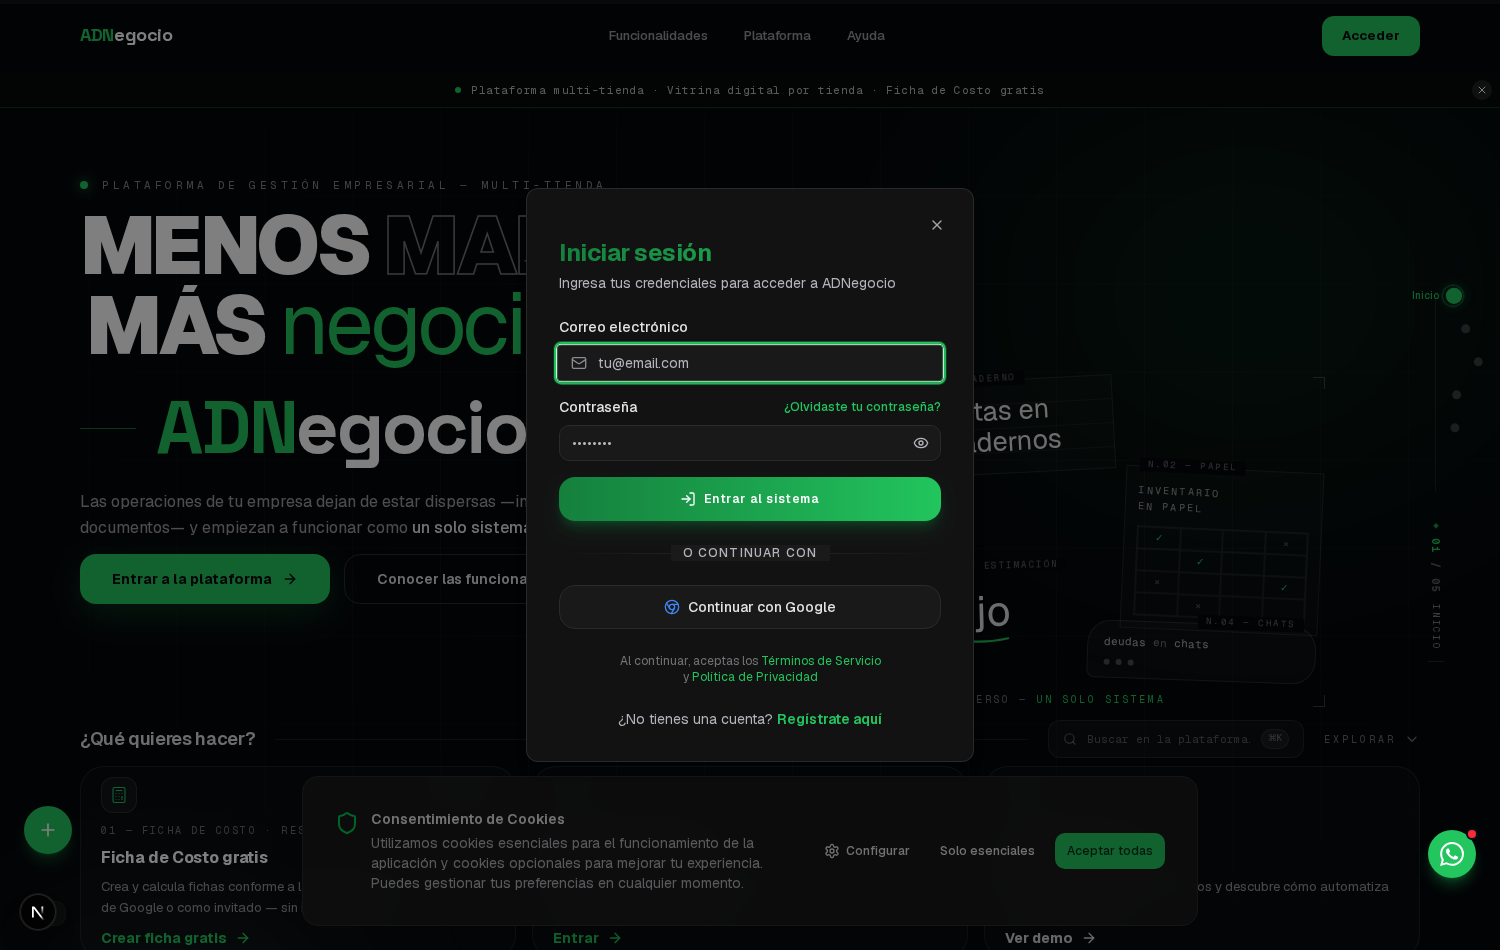 ADNegocio
Funcionalidades
Plataforma
Ayuda
Acceder
Plataforma multi-tienda · Vitrina digital por tienda · Ficha de Costo gratis
PLATAFORMA DE GESTIÓN EMPRESARIAL — MULTI-TIENDA
MENOS
MÁS negoci
ADNegocio
Las operaciones de tu empresa dejan de estar dispersas
documentos— y empiezan a funcionar como un solo sistema
Entrar a la plataforma
Conocer las funciona
Iniciar sesión
Ingresa tus credenciales para acceder a ADNegocio
Correo electrónico
tu@email.com
Contraseña
¿Olvidaste tu contraseña?
••••••••
Entrar al sistema
O CONTINUAR CON
Continuar con Google
Al continuar, aceptas los Términos de Servicio
y Política de Privacidad
¿No tienes una cuenta? Regístrate aquí
Inicio
tas en
dernos
N.02 — PAPEL
INVENTARIO
EN PAPEL
ESTIMACIÓN
jo
N.04 — CHATS
deudas en chats
ERSO — UN SOLO SISTEMA
01 / 05 INICIO
¿Qué quieres hacer?
Buscar en la plataforma
⌘K
EXPLORAR
01 — FICHA DE COSTO · RES
Ficha de Costo gratis
Crea y calcula fichas conforme a l
de Google o como invitado — sin
Crear ficha gratis
Entrar
os y descubre cómo automatiza
Ver demo
Consentimiento de Cookies
Utilizamos cookies esenciales para el funcionamiento de la
aplicación y cookies opcionales para mejorar tu experiencia.
Puedes gestionar tus preferencias en cualquier momento.
Configurar
Solo esenciales
Aceptar todas
N